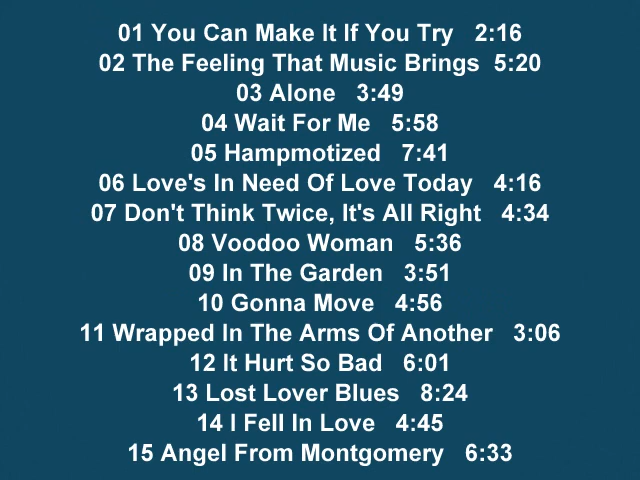 01 You Can Make It If You Try 2:16
02 The Feeling That Music Brings 5:20
03 Alone 3:49
04 Wait For Me 5:58
05 Hampmotized 7:41
06 Love's In Need Of Love Today 4:16
07 Don't Think Twice, It's All Right 4:34
08 Voodoo Woman 5:36
09 In The Garden 3:51
10 Gonna Move 4:56
11 Wrapped In The Arms Of Another 3:06
12 It Hurt So Bad 6:01
13 Lost Lover Blues 8:24
14 I Fell In Love 4:45
15 Angel From Montgomery 6:33